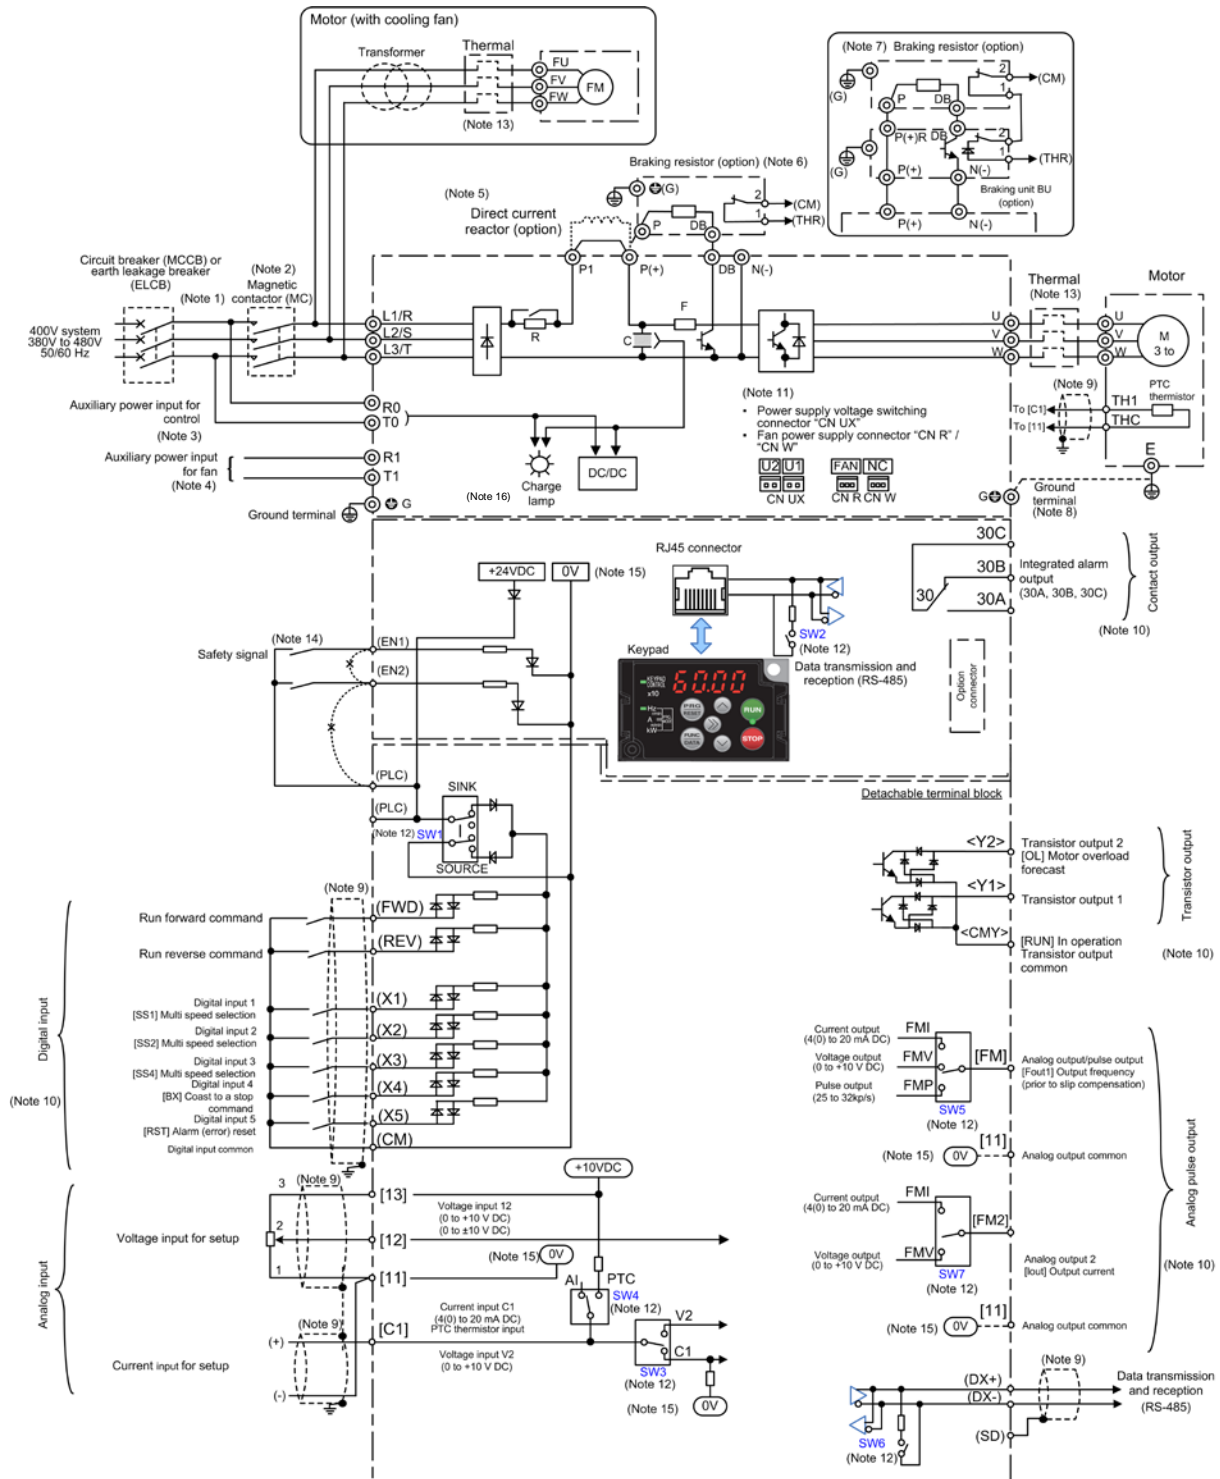 Motor (with cooling fan)
Transformer
Thermal
FU
FV
FW
FM
(Note 13)
(Note 7) Braking resistor (option)
(G)
P
DB
2
1
(CM)
P(+)R
DB
2
1
(THR)
(G)
P(+)
N(-)
Braking unit BU
(option)
P(+)
N(-)
Braking resistor (option) (Note 6)
(G)
P
DB
2
1
(CM)
(THR)
(Note 5)
Direct current
reactor (option)
P1
P(+)
DB
N(-)
Circuit breaker (MCCB) or
earth leakage breaker
(ELCB)
(Note 1)
(Note 2)
Magnetic
contactor (MC)
400V system
380V to 480V
50/60 Hz
L1/R
L2/S
L3/T
R
C
F
U
V
W
Thermal
(Note 13)
Motor
U
V
W
M
3 to
Auxiliary power input for
control
(Note 3)
R0
T0
Auxiliary power input
for fan
(Note 4)
R1
T1
Ground terminal
G
(Note 16)
Charge
lamp
DC/DC
(Note 11)
• Power supply voltage switching
connector “CN UX”
• Fan power supply connector “CN R” /
“CN W”
U2 U1
CN UX
FAN NC
CN R CN W
(Note 9)
PTC
thermistor
To [C1]
To [11]
TH1
THC
E
G
Ground
terminal
(Note 8)
+24VDC
0V
(Note 15)
RJ45 connector
SW2
(Note 12)
Data transmission and
reception (RS-485)
Keypad
KEYPAD
CONTROL
x10
60.00
Hz
A
kW
PRG
RESET
FUNC
DATA
RUN
STOP
30C
30B
30
30A
Integrated alarm
output
(30A, 30B, 30C)
Contact output
(Note 10)
Option
connector
(Note 14)
Safety signal
(EN1)
(EN2)
(PLC)
(PLC)
SINK
(Note 12)
SW1
SOURCE
Detachable terminal block
<Y2>
Transistor output 2
[OL] Motor overload
forecast
<Y1>
Transistor output 1
<CMY>
[RUN] In operation
Transistor output
common
Transistor output
(Note 10)
(Note 9)
Digital input
(Note 10)
Run forward command
(FWD)
Run reverse command
(REV)
Digital input 1
[SS1] Multi speed selection
(X1)
Digital input 2
[SS2] Multi speed selection
(X2)
Digital input 3
[SS4] Multi speed selection
(X3)
Digital input 4
[BX] Coast to a stop
command
(X4)
Digital input 5
[RST] Alarm (error) reset
(X5)
Digital input common
(CM)
Current output
(4(0) to 20 mA DC)
FMI
Voltage output
(0 to +10 V DC)
FMV
Pulse output
(25 to 32kp/s)
FMP
SW5
(Note 12)
[FM]
Analog output/pulse output
[Fout1] Output frequency
(prior to slip compensation)
(Note 15)
0V
[11]
Analog output common
Current output
(4(0) to 20 mA DC)
FMI
Voltage output
(0 to +10 V DC)
FMV
SW7
(Note 12)
[FM2]
Analog output 2
[Iout] Output current
(Note 15)
0V
[11]
Analog output common
Analog pulse output
(Note 10)
Analog input
(Note 9)
3
2
1
Voltage input for setup
[13]
[12]
[11]
Voltage input 12
(0 to +10 V DC)
(0 to ±10 V DC)
+10VDC
(Note 15)
0V
AI
PTC
SW4
(Note 12)
(Note 9)
(+)
(-)
Current input for setup
[C1]
Current input C1
(4(0) to 20 mA DC)
PTC thermistor input
Voltage input V2
(0 to +10 V DC)
V2
C1
SW3
(Note 12)
(Note 15)
0V
(DX+)
(DX-)
(SD)
SW6
(Note 12)
(Note 9)
Data transmission
and reception
(RS-485)